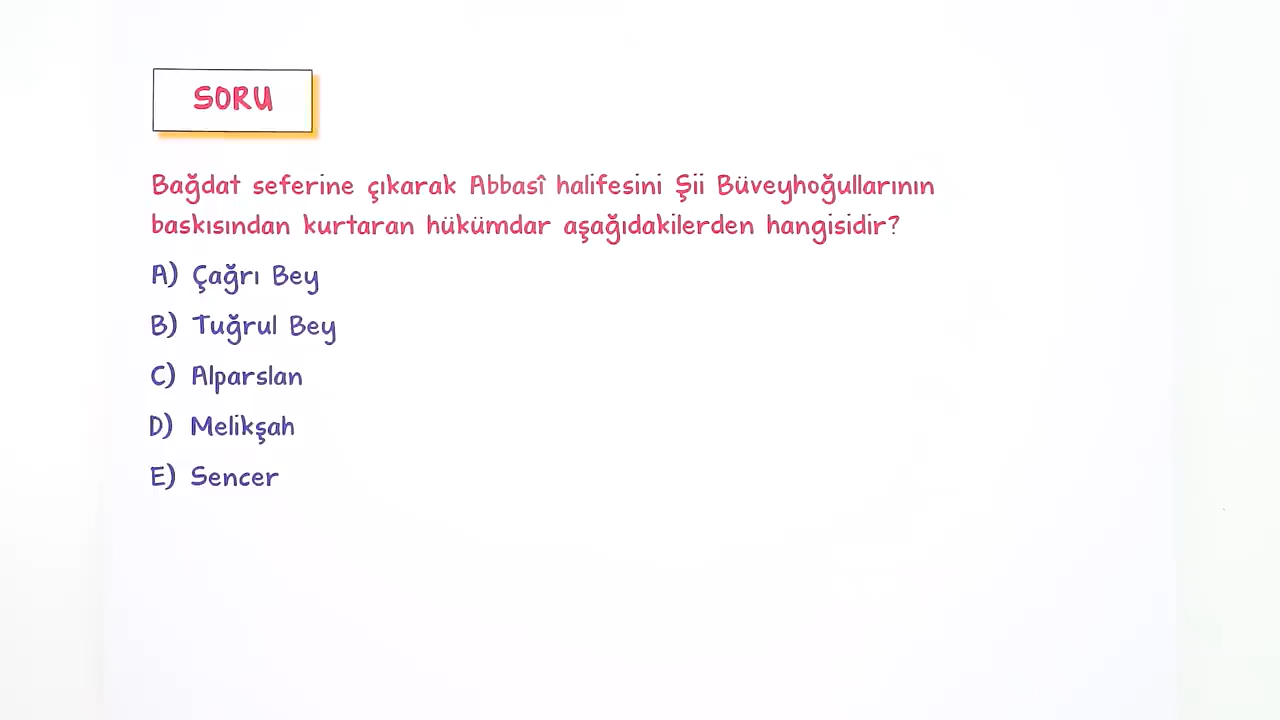 SORU
Bağdat seferine çıkarak Abbasî halifesini Şii Büveyhoğullarının
baskısından kurtaran hükümdar aşağıdakilerden hangisidir?
A) Çağrı Bey
B) Tuğrul Bey
C) Alparslan
D) Melikşah
E) Sencer